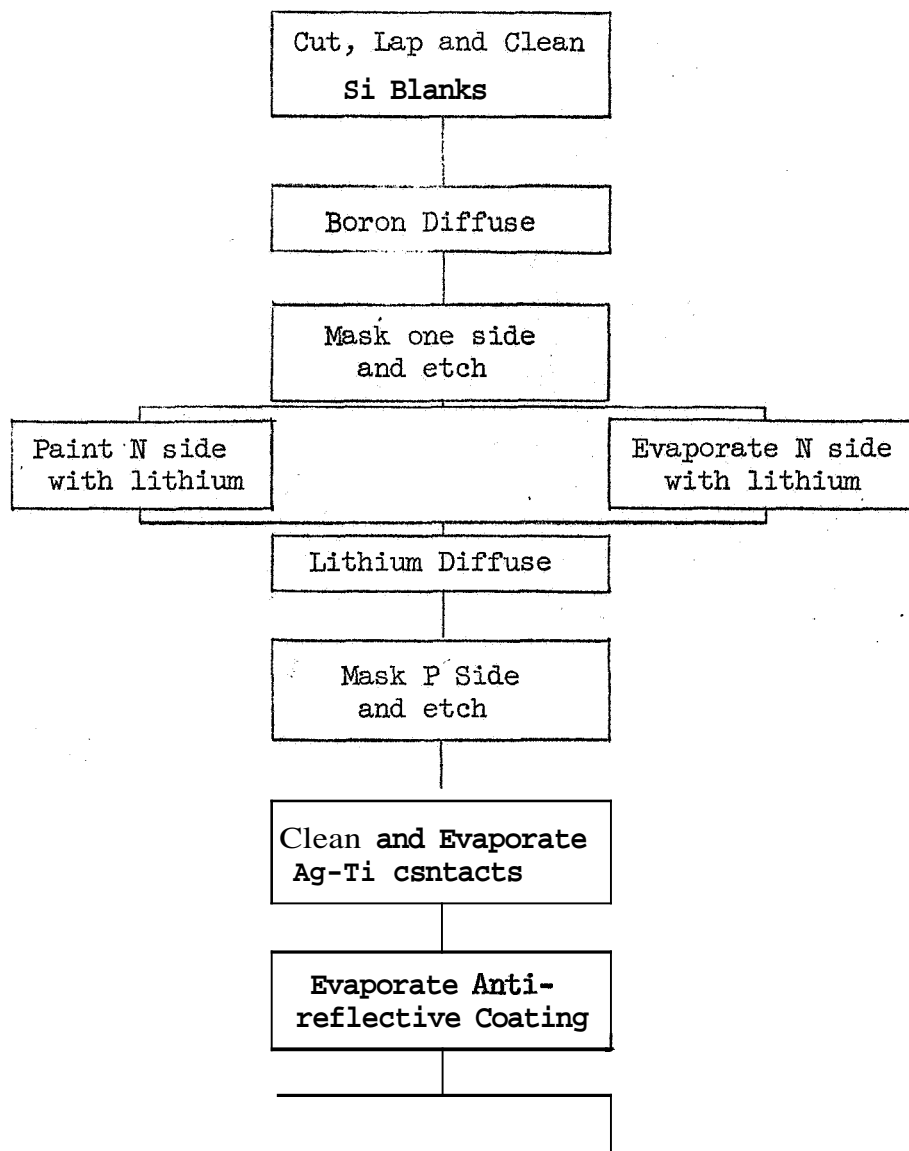 Cut, Lap and Clean
Si Blanks
Boron Diffuse
Mask one side
and etch
Paint N side
with lithium
Evaporate N side
with lithium
Lithium Diffuse
Mask P Side
and etch
Clean and Evaporate
Ag-Ti csntacts
Evaporate Anti-
reflective Coating